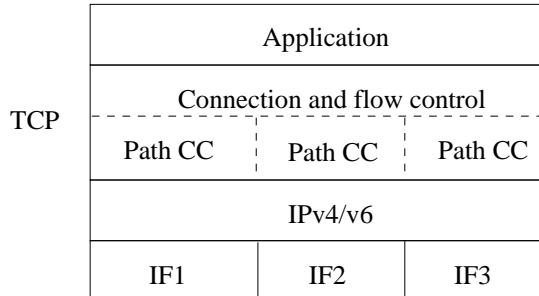 Application
Connection and flow control
TCP
Path CC Path CC Path CC
IPv4/v6
IF1 IF2 IF3